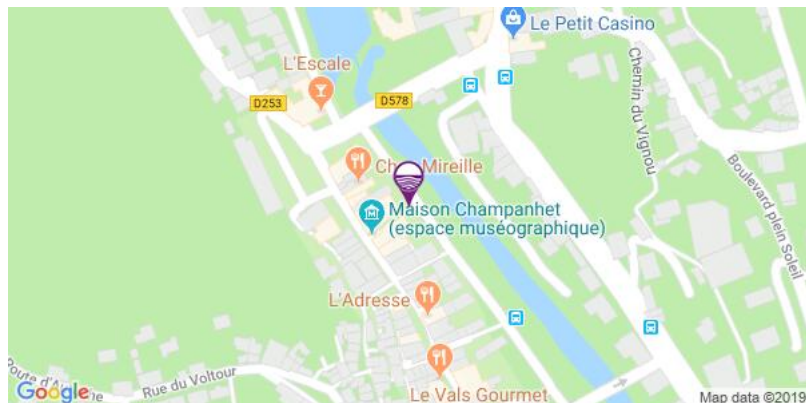 Le Petit Casino
L'Escale
D253
D578
Chemin du Vignou
Mireille
Boulevard plein Soleil
Maison Champanhet
(espace muséographique)
L'Adresse
Route
Rue du Voltour
Google
Le Vals Gourmet
Map data ©2019